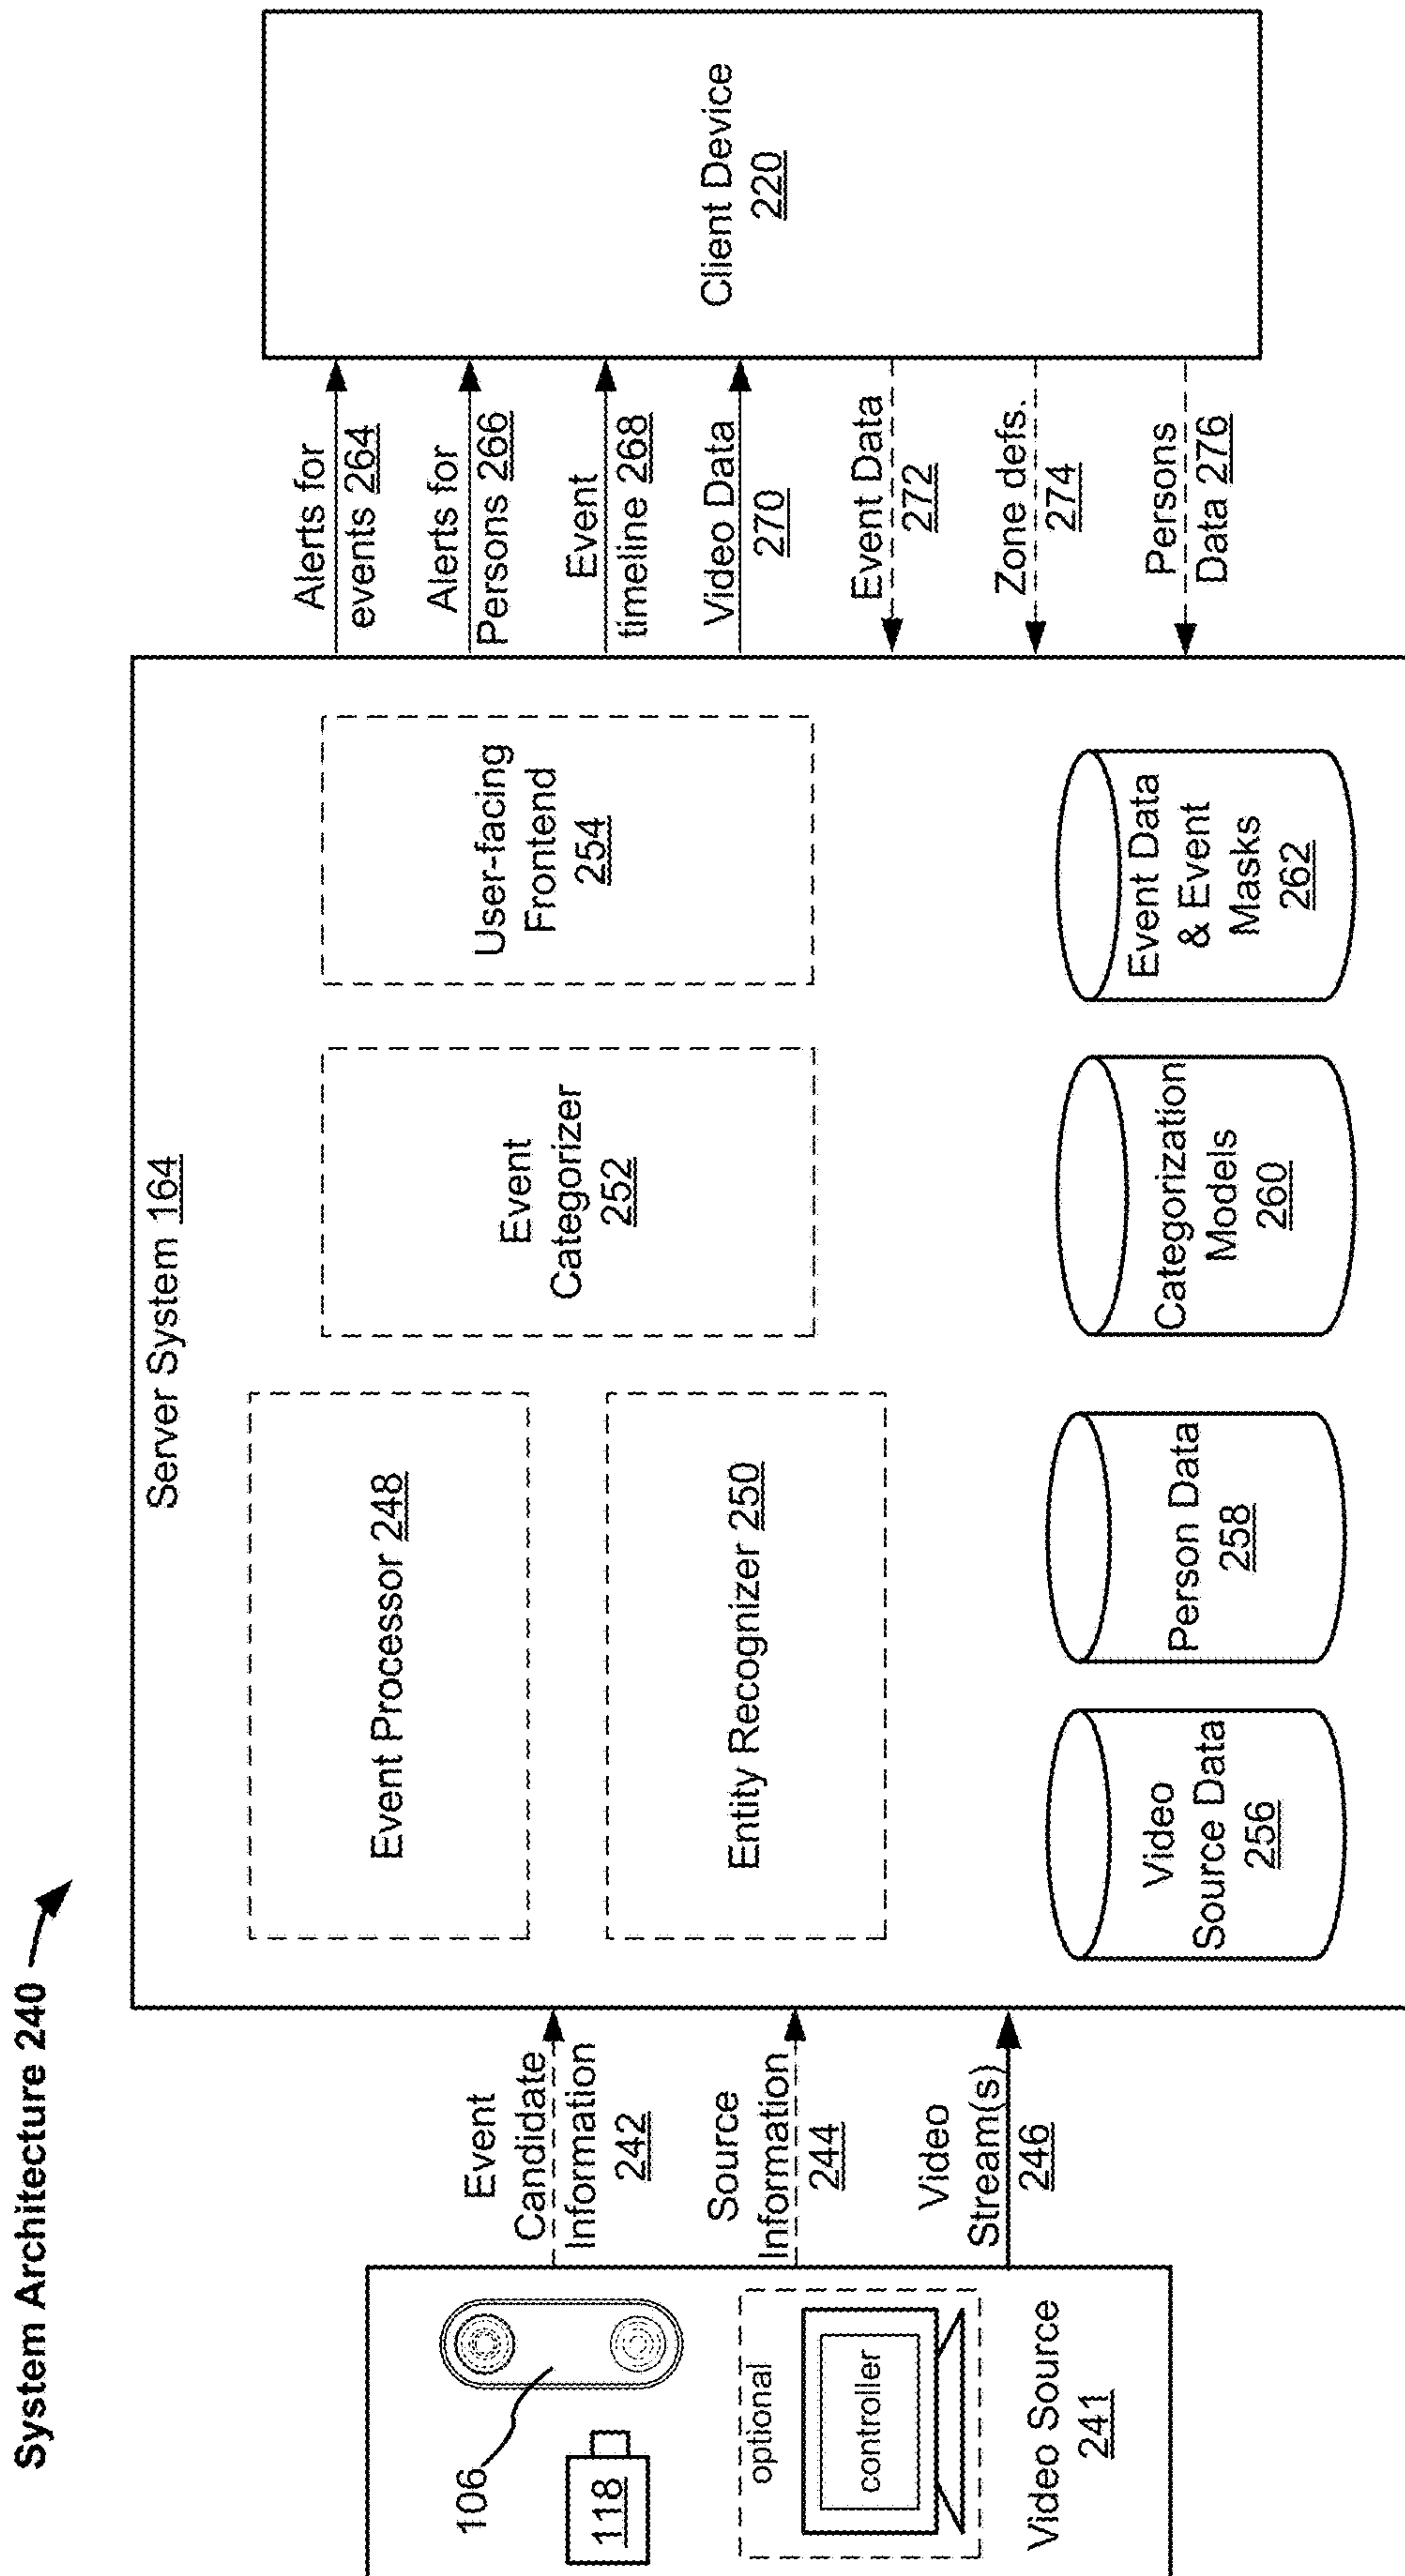 System Architecture 240
106
118
optional
controller
Video Source
241
Event
Candidate
Information
242
Source
Information
244
Video
Stream(s)
246
Server System 164
Event Processor 248
Entity Recognizer 250
Event
Categorizer
252
User-facing
Frontend
254
Video
Source Data
256
Person Data
258
Categorization
Models
260
Event Data
& Event
Masks
262
Alerts for
events 264
Alerts for
Persons 266
Event
timeline 268
Video Data
270
Event Data
272
Zone defs.
274
Persons
Data 276
Client Device
220